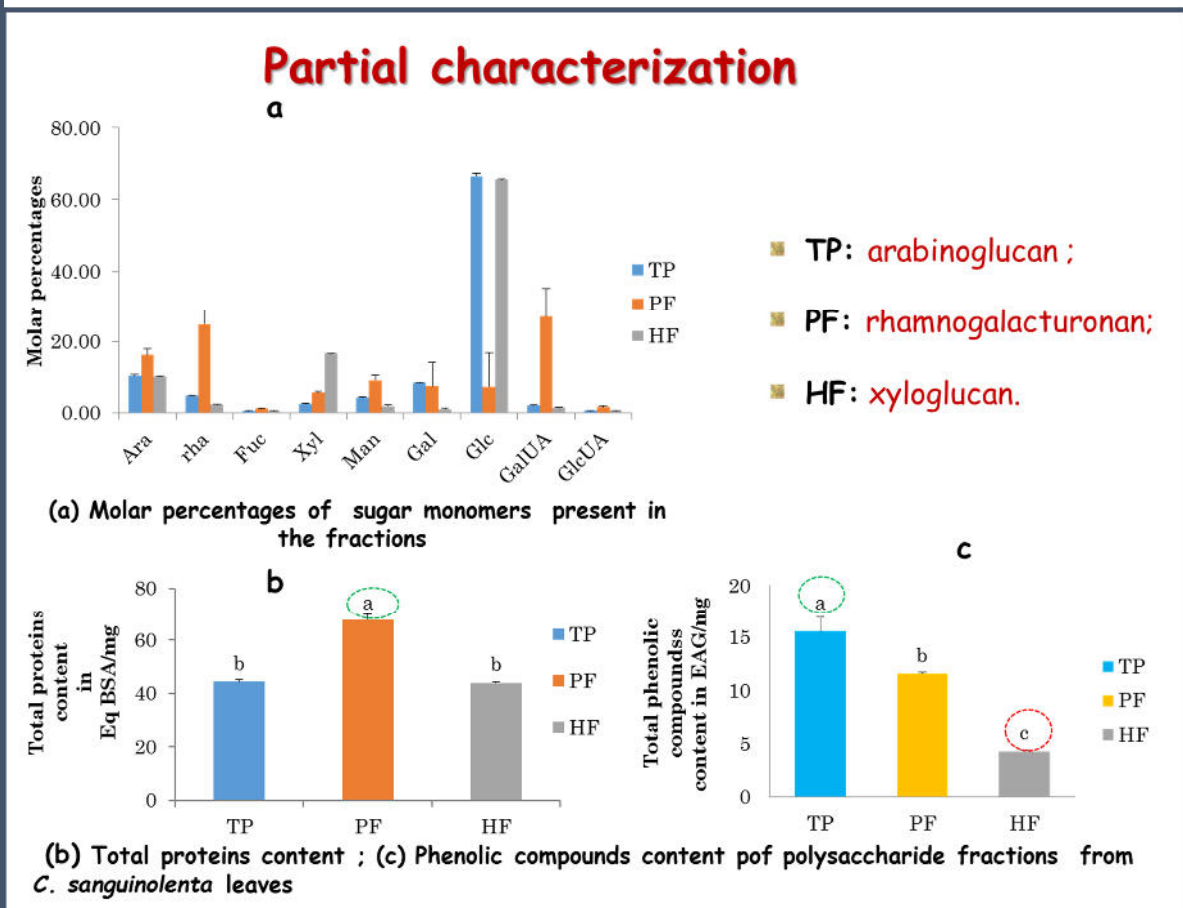 Partial characterization
a
80.00
60.00
40.00
20.00
0.00
Molar percentages
Ara
rha
Fuc
Xyl
Man
Gal
Glc
GalUA
GlcUA
TP
PF
HF
TP: arabinoglucan ;
PF: rhamnogalacturonan;
HF: xyloglucan.
(a) Molar percentages of sugar monomers present in
the fractions
b
Total proteins
content
in
Eq BSA/mg
80
60
40
20
0
b
a
b
TP
PF
HF
TP
PF
HF
c
Total phenolic
compoundss
content in EAG/mg
20
15
10
5
0
a
b
c
TP
PF
HF
TP
PF
HF
(b) Total proteins content ; (c) Phenolic compounds content pof polysaccharide fractions from
C. sanguinolenta leaves